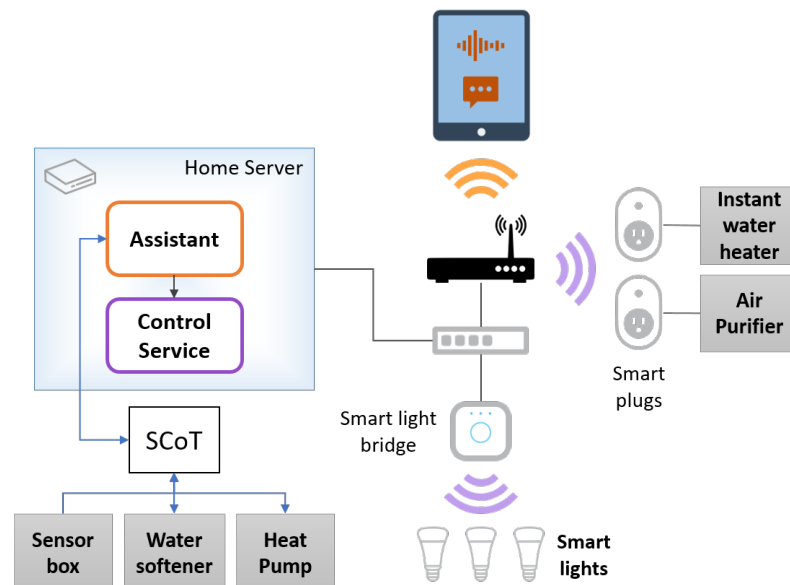 Home Server
Assistant
Control
Service
SCoT
Sensor
box
Water
softener
Heat
Pump
Smart light
bridge
Smart
lights
Instant
water
heater
Air
Purifier
Smart
plugs